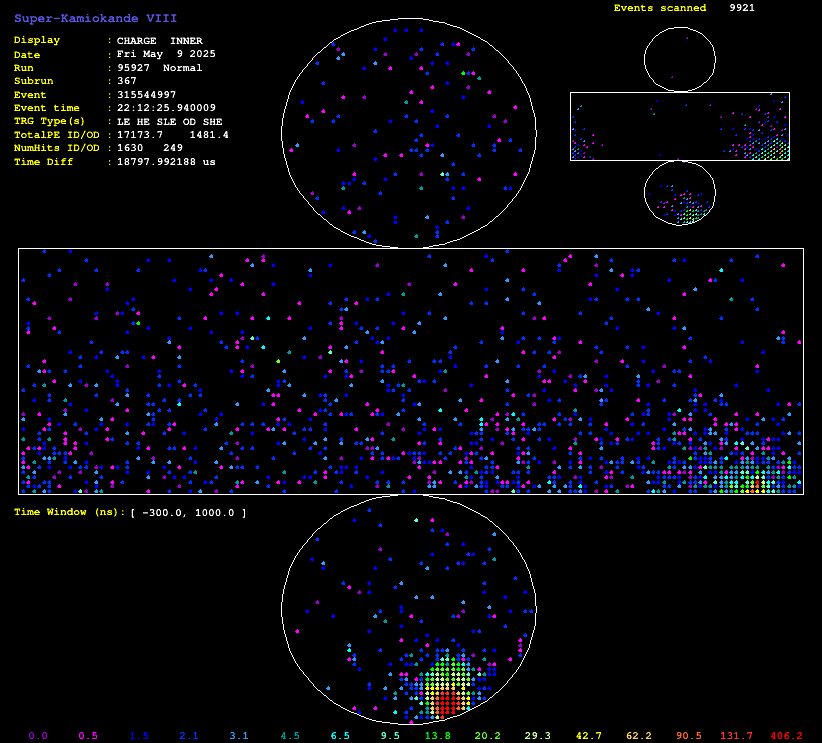 Events scanned 9921
Super-Kamiokande VIII
Display : CHARGE INNER
Date : Fri May 9 2025
Run : 95927 Normal
Subrun : 367
Event : 315544997
Event time : 22:12:25.940009
TRG Type(s) : LE HE SLE OD SHE
TotalPE ID/OD : 17173.7 1481.4
NumHits ID/OD : 1630 249
Time Diff : 18797.992188 us
Time Window (ns): [ -300.0, 1000.0 ]
0.0 0.5 1.5 2.1 3.1 4.5 6.5 9.5 13.8 20.2 29.3 42.7 62.2 90.5 131.7 406.2